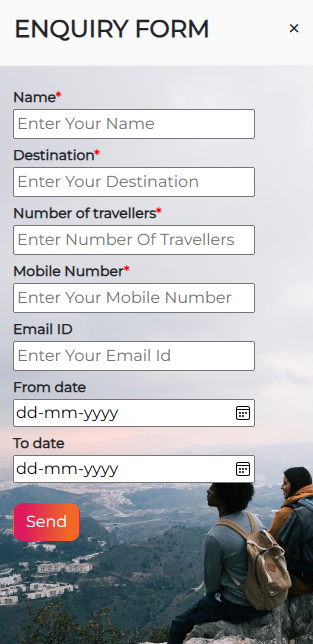 ENQUIRY FORM ×
Name*
Enter Your Name
Destination*
Enter Your Destination
Number of travellers*
Enter Number Of Travellers
Mobile Number*
Enter Your Mobile Number
Email ID
Enter Your Email Id
From date
dd-mm-yyyy
To date
dd-mm-yyyy
Send